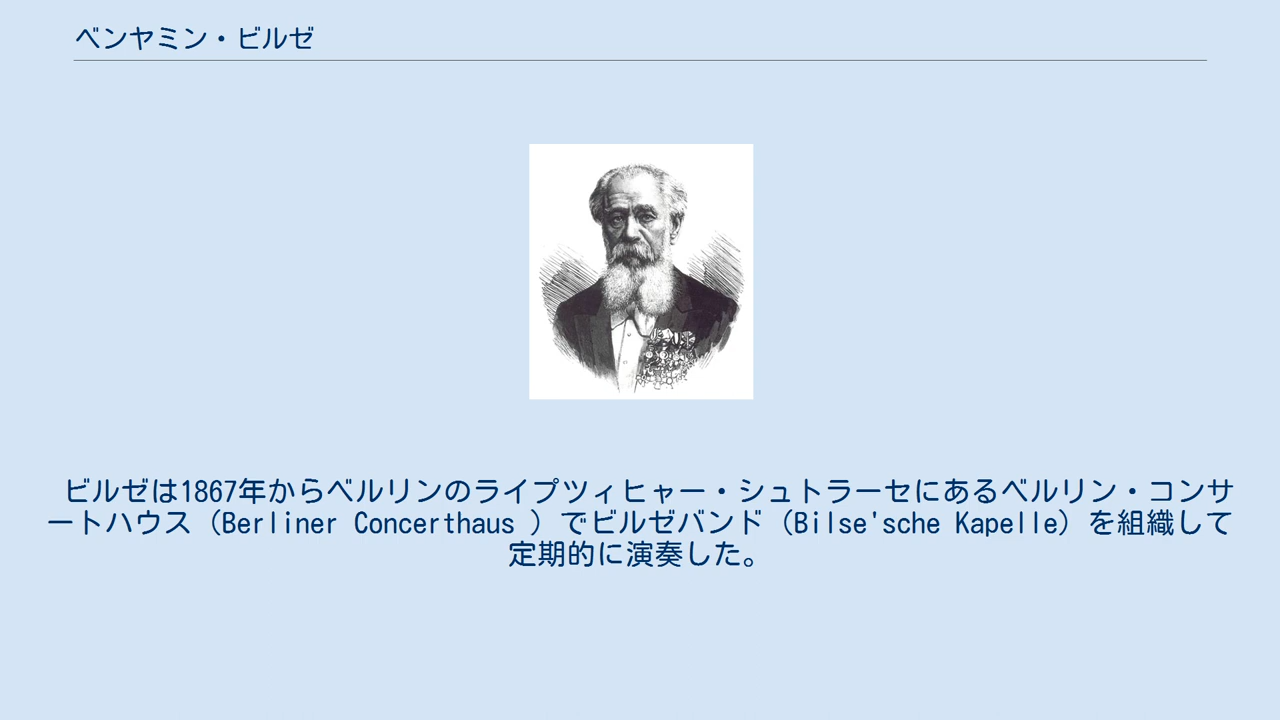 ベンヤミン・ビルゼ
ビルゼは1867年からベルリンのライプツィヒャー・シュトラーセにあるベルリン・コンサ
ートハウス（Berliner Concerthaus ）でビルゼバンド（Bilse'sche Kapelle）を組織して
定期的に演奏した。